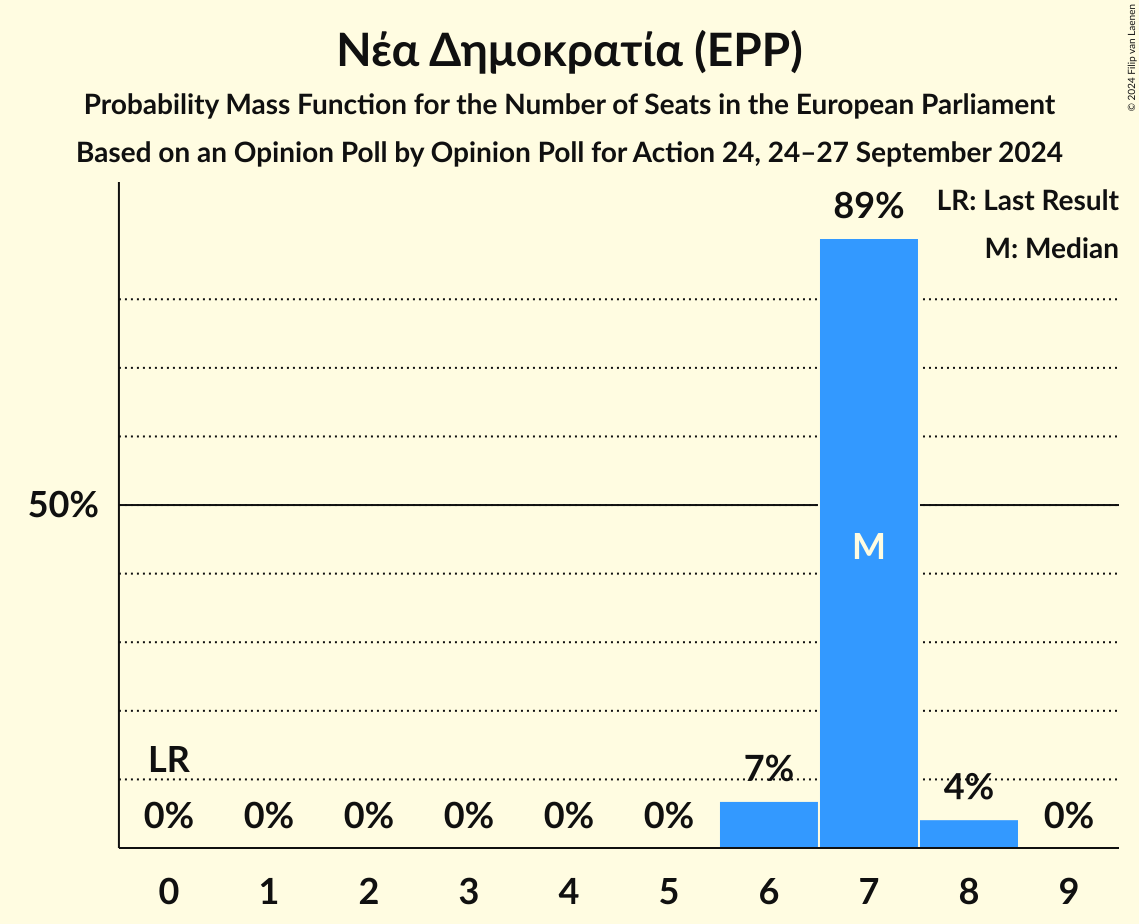 Νέα Δημοκρατία (EPP)
Probability Mass Function for the Number of Seats in the European Parliament
Based on an Opinion Poll by Opinion Poll for Action 24, 24–27 September 2024
© 2024 Filip van Laenen
LR: Last Result
M: Median
89%
50%
M
LR
7%
4%
0% 0% 0% 0% 0% 0% 0%
0 1 2 3 4 5 6 7 8 9